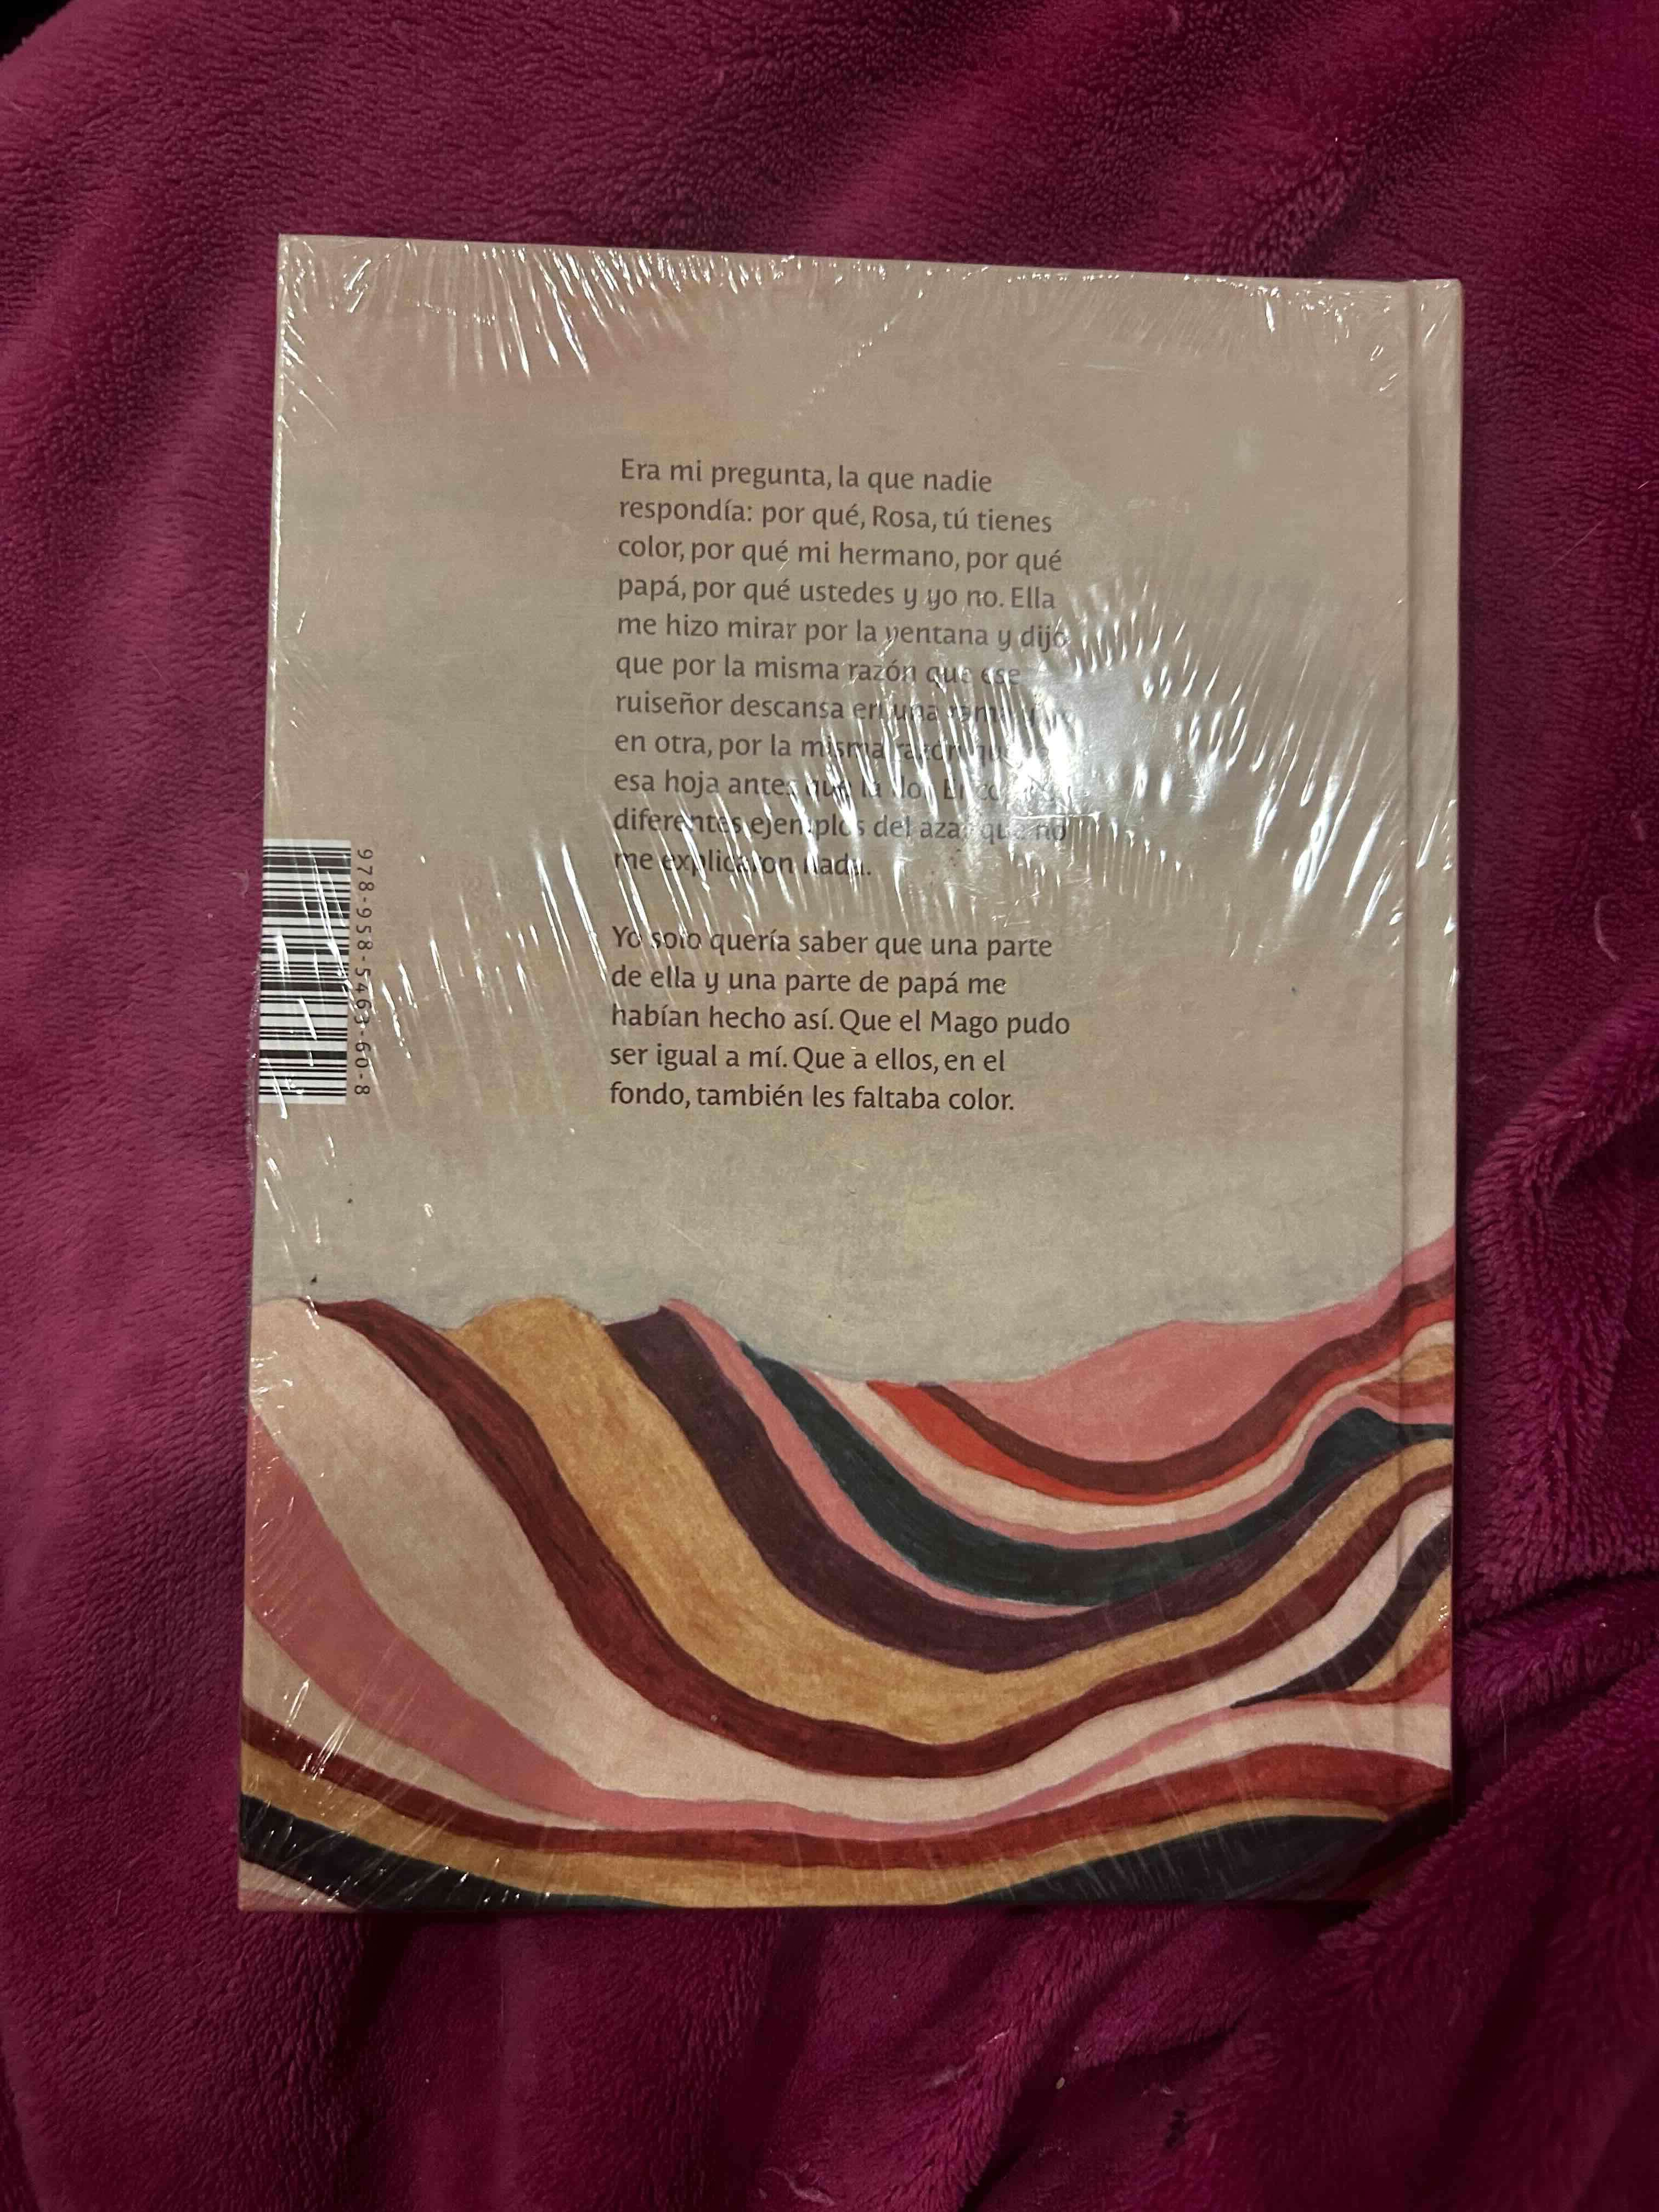 Era mi pregunta, la que nadie
respondía: por qué, Rosa, tú tienes
color, por qué mi hermano, por qué
papá, por qué ustedes y yo no. Ella
me hizo mirar por la ventana y dijo
que por la misma razón que ese
ruiseñor descansa en una rama y
en otra, por la misma razón que
esa hoja antes que la
diferentes ejemplos del azar que no
me explicaron nada.
Yo solo quería saber que una parte
de ella y una parte de papá me
habían hecho así. Que el Mago pudo
ser igual a mí. Que a ellos, en el
fondo, también les faltaba color.
978-958-5463-60-8